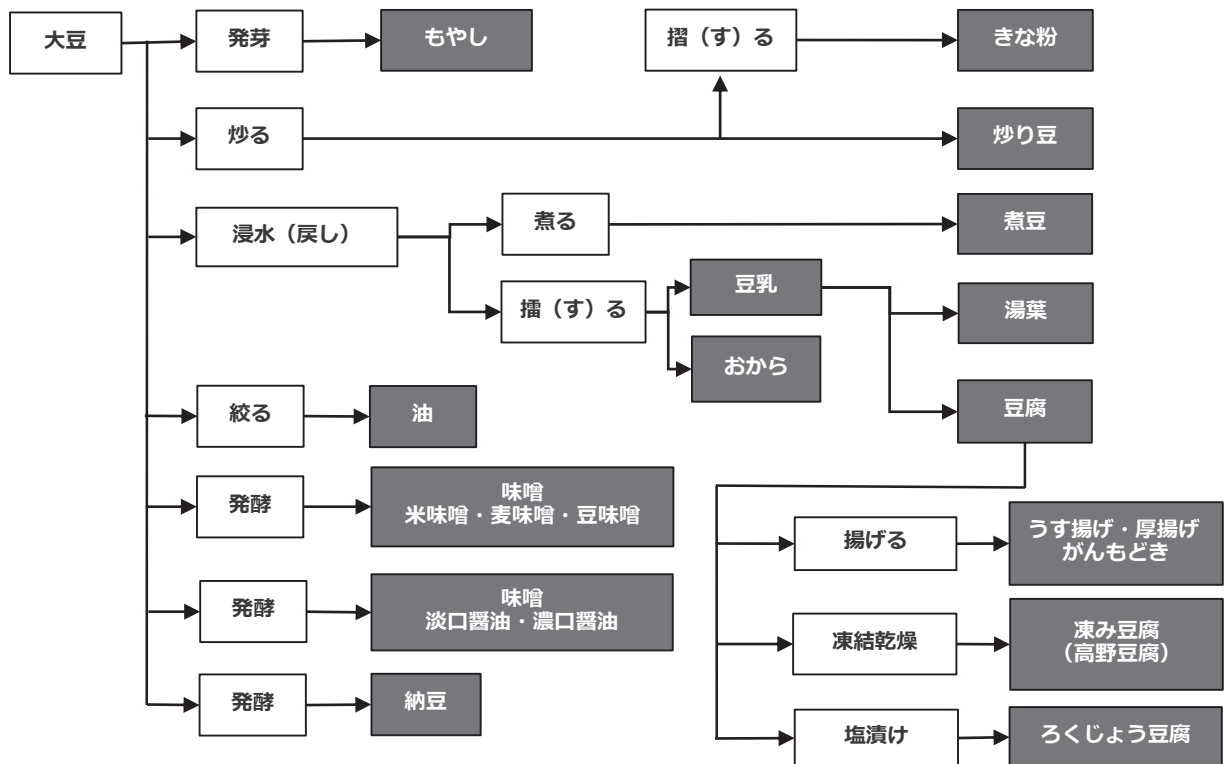 大豆
発芽
もやし
摺（す）る
きな粉
炒る
炒り豆
浸水（戻し）
煮る
煮豆
擂（す）る
豆乳
湯葉
おから
豆腐
絞る
油
発酵
味噌
米味噌・麦味噌・豆味噌
発酵
味噌
淡口醤油・濃口醤油
発酵
納豆
揚げる
うす揚げ・厚揚げ
がんもどき
凍結乾燥
凍み豆腐
（高野豆腐）
塩漬け
ろくじょう豆腐